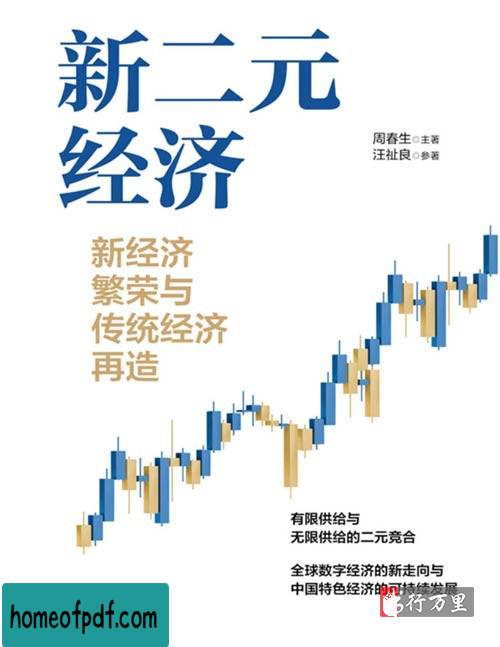 新二元
经济
周春生 主著
汪祉良 参著
新经济
繁荣与
传统经济
再造
有限供给与
无限供给的二元竞合
全球数字经济的新走向与
中国特色经济的可持续发展
行万里
homeofpdf.com